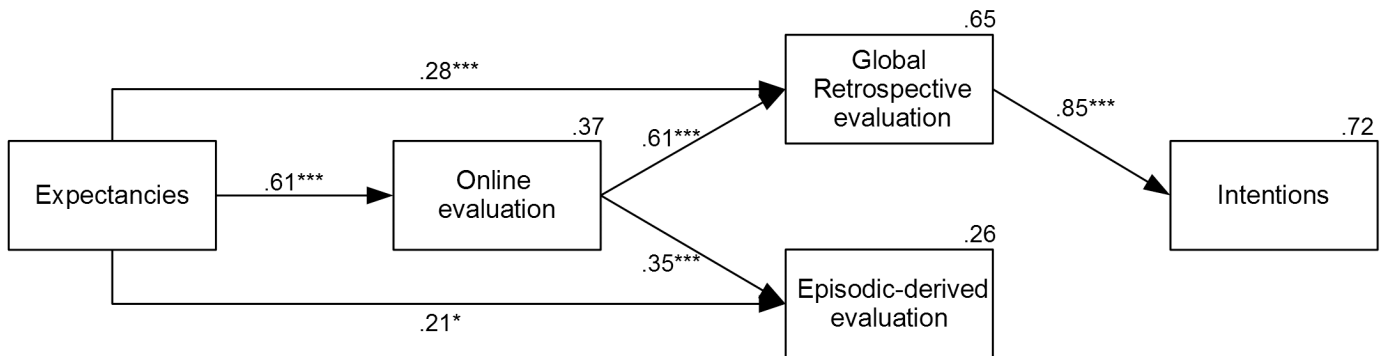 .65
Global
Retrospective
evaluation
.28***
.85***
.37
.61***
.72
Expectancies
.61***
Online
evaluation
Intentions
.26
.35***
Episodic-derived
evaluation
.21*